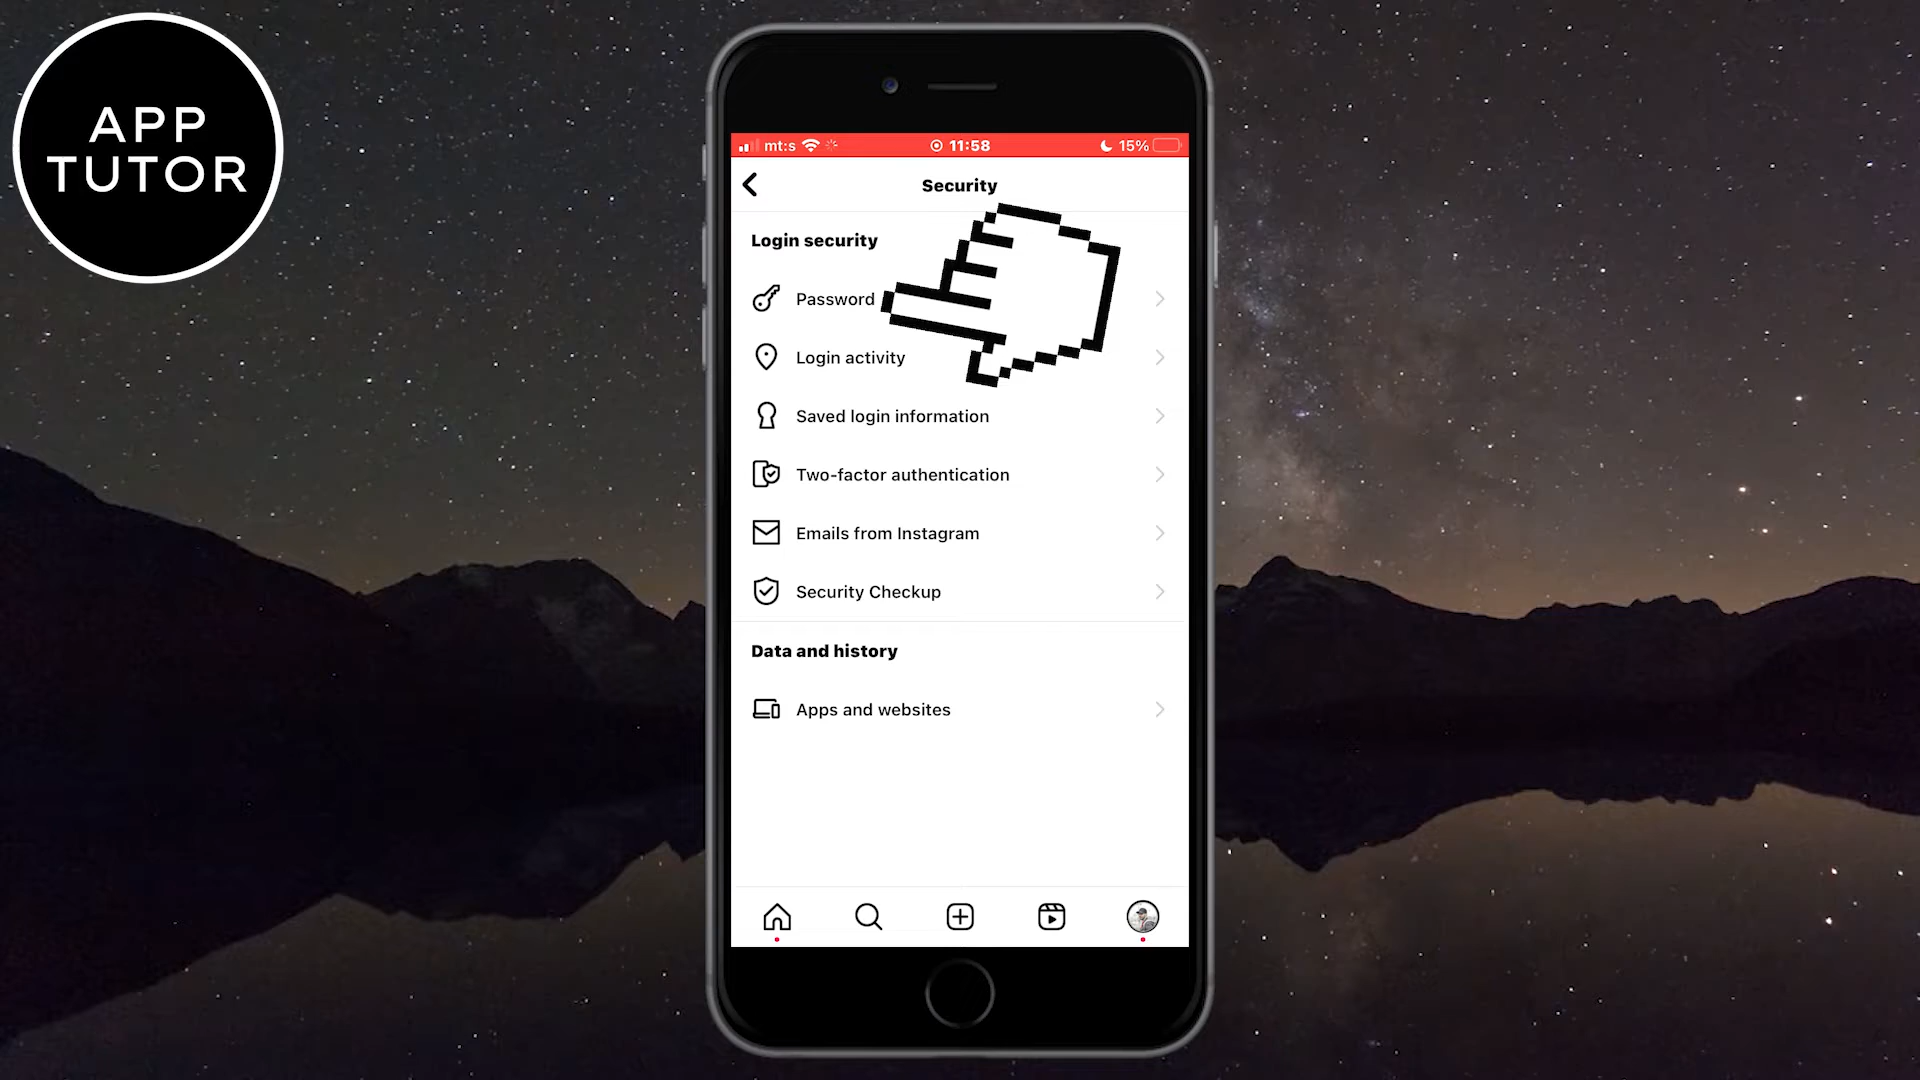 APP
TUTOR
mt:s
11:58
15%
Security
Login security
Password
Login activity
Saved login information
Two-factor authentication
Emails from Instagram
Security Checkup
Data and history
Apps and websites